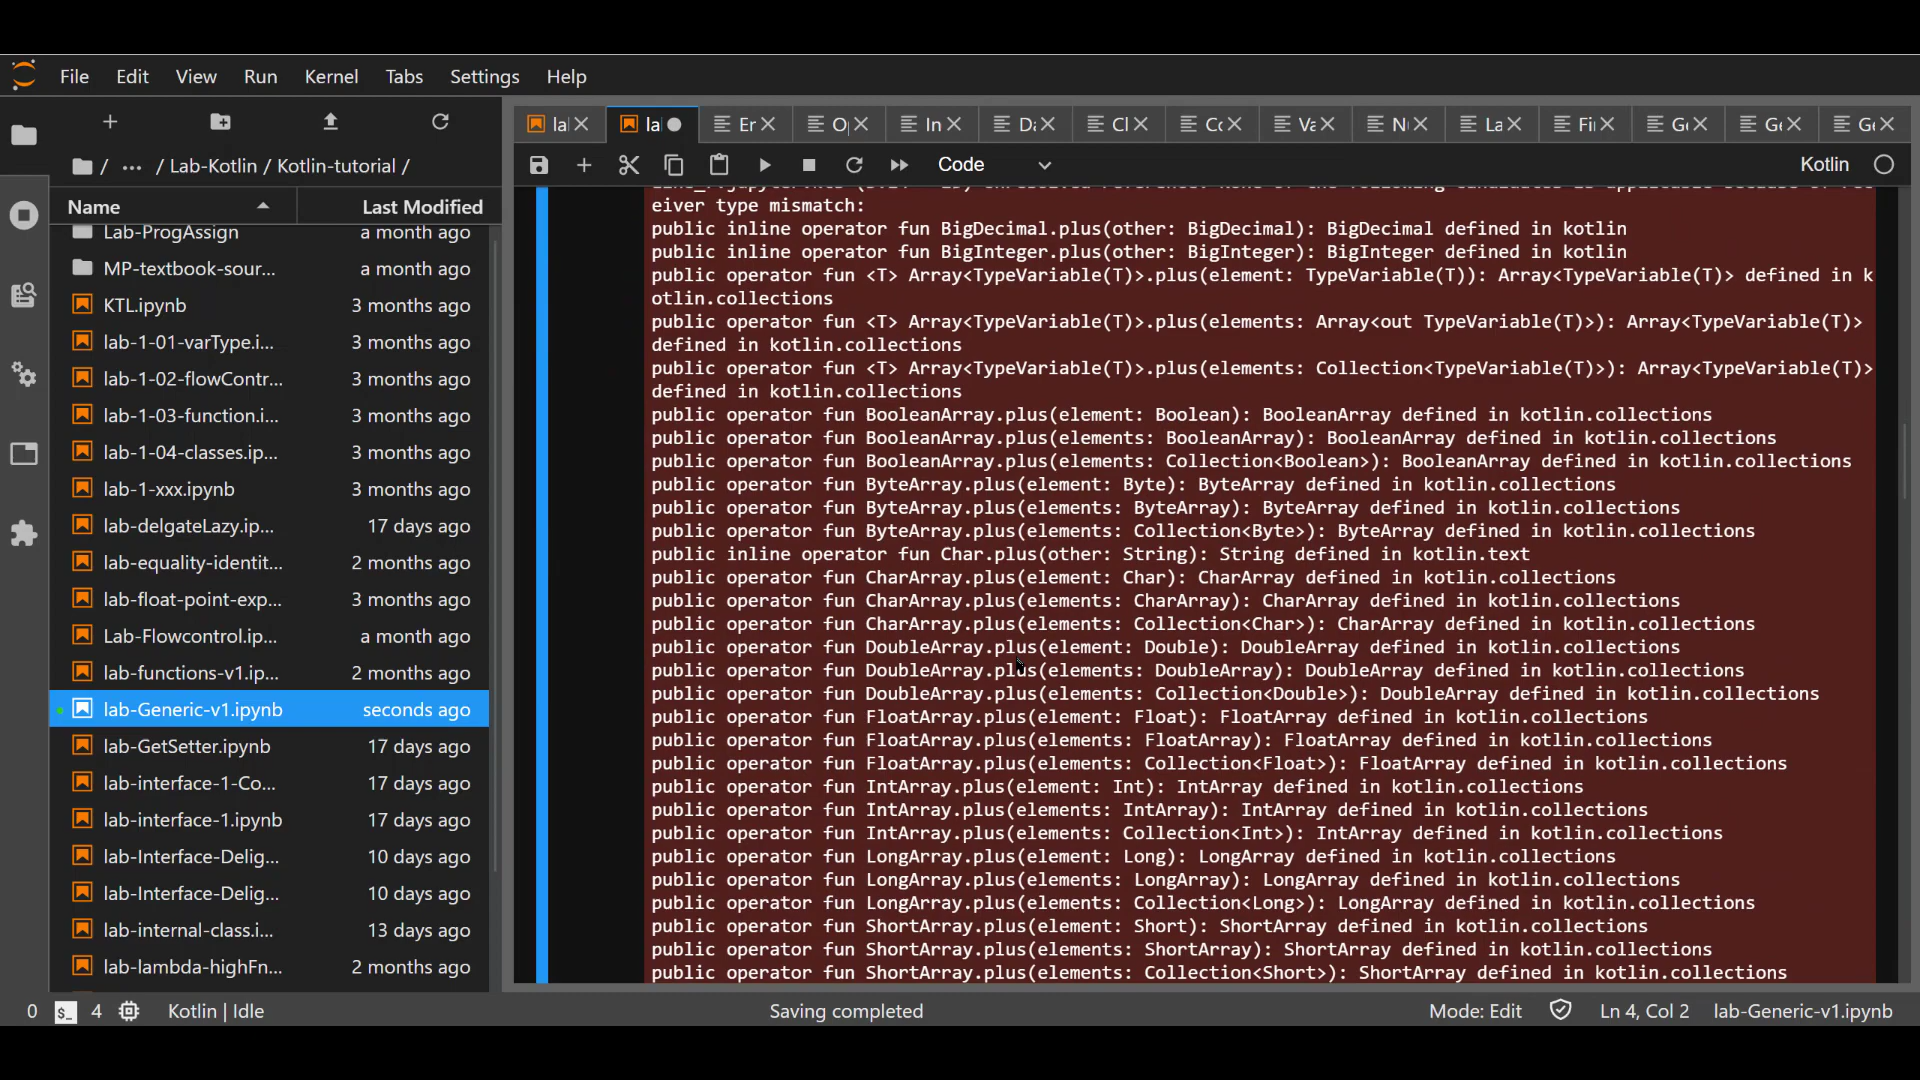 File Edit View Run Kernel Tabs Settings Help
la la Er O In Da Cl Co Va N La Fi Ge Ge Ge
/ ... / Lab-Kotlin / Kotlin-tutorial /
Code Kotlin
Name Last Modified
Lab-ProgAssign a month ago
MP-textbook-sour... a month ago
KTL.ipynb 3 months ago
lab-1-01-varType.i... 3 months ago
lab-1-02-flowContr... 3 months ago
lab-1-03-function.i... 3 months ago
lab-1-04-classes.ip... 3 months ago
lab-1-xxx.ipynb 3 months ago
lab-delgateLazy.ip... 17 days ago
lab-equality-identit... 2 months ago
lab-float-point-exp... 3 months ago
Lab-Flowcontrol.ip... a month ago
lab-functions-v1.ip... 2 months ago
lab-Generic-v1.ipynb seconds ago
lab-GetSetter.ipynb 17 days ago
lab-interface-1-Co... 17 days ago
lab-interface-1.ipynb 17 days ago
lab-Interface-Delig... 10 days ago
lab-Interface-Delig... 10 days ago
lab-internal-class.i... 13 days ago
lab-lambda-highFn... 2 months ago
eiver type mismatch:
public inline operator fun BigDecimal.plus(other: BigDecimal): BigDecimal defined in kotlin
public inline operator fun BigInteger.plus(other: BigInteger): BigInteger defined in kotlin
public operator fun <T> Array<TypeVariable(T)>.plus(element: TypeVariable(T)): Array<TypeVariable(T)> defined in k
otlin.collections
public operator fun <T> Array<TypeVariable(T)>.plus(elements: Array<out TypeVariable(T)>): Array<TypeVariable(T)>
defined in kotlin.collections
public operator fun <T> Array<TypeVariable(T)>.plus(elements: Collection<TypeVariable(T)>): Array<TypeVariable(T)>
defined in kotlin.collections
public operator fun BooleanArray.plus(element: Boolean): BooleanArray defined in kotlin.collections
public operator fun BooleanArray.plus(elements: BooleanArray): BooleanArray defined in kotlin.collections
public operator fun BooleanArray.plus(elements: Collection<Boolean>): BooleanArray defined in kotlin.collections
public operator fun ByteArray.plus(element: Byte): ByteArray defined in kotlin.collections
public operator fun ByteArray.plus(elements: ByteArray): ByteArray defined in kotlin.collections
public operator fun ByteArray.plus(elements: Collection<Byte>): ByteArray defined in kotlin.collections
public inline operator fun Char.plus(other: String): String defined in kotlin.text
public operator fun CharArray.plus(element: Char): CharArray defined in kotlin.collections
public operator fun CharArray.plus(elements: CharArray): CharArray defined in kotlin.collections
public operator fun CharArray.plus(elements: Collection<Char>): CharArray defined in kotlin.collections
public operator fun DoubleArray.plus(element: Double): DoubleArray defined in kotlin.collections
public operator fun DoubleArray.plus(elements: DoubleArray): DoubleArray defined in kotlin.collections
public operator fun DoubleArray.plus(elements: Collection<Double>): DoubleArray defined in kotlin.collections
public operator fun FloatArray.plus(element: Float): FloatArray defined in kotlin.collections
public operator fun FloatArray.plus(elements: FloatArray): FloatArray defined in kotlin.collections
public operator fun FloatArray.plus(elements: Collection<Float>): FloatArray defined in kotlin.collections
public operator fun IntArray.plus(element: Int): IntArray defined in kotlin.collections
public operator fun IntArray.plus(elements: IntArray): IntArray defined in kotlin.collections
public operator fun IntArray.plus(elements: Collection<Int>): IntArray defined in kotlin.collections
public operator fun LongArray.plus(element: Long): LongArray defined in kotlin.collections
public operator fun LongArray.plus(elements: LongArray): LongArray defined in kotlin.collections
public operator fun LongArray.plus(elements: Collection<Long>): LongArray defined in kotlin.collections
public operator fun ShortArray.plus(element: Short): ShortArray defined in kotlin.collections
public operator fun ShortArray.plus(elements: ShortArray): ShortArray defined in kotlin.collections
public operator fun ShortArray.plus(elements: Collection<Short>): ShortArray defined in kotlin.collections
0 $_ 4 Kotlin | Idle Saving completed Mode: Edit Ln 4, Col 2 lab-Generic-v1.ipynb